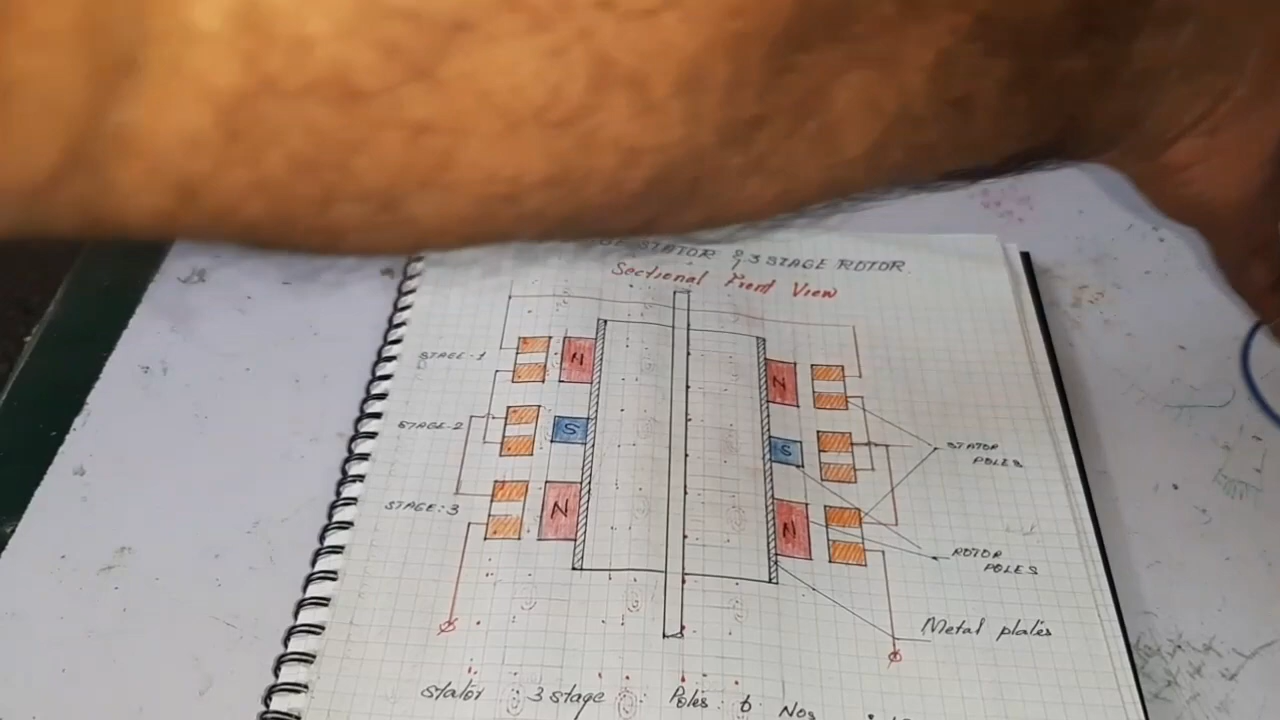 STATOR & 3 STAGE ROTOR.
Sectional Front View
STAGE-1
N
N
STAGE-2
S
S
STATOR
POLES
STAGE:3
N
N
ROTOR
POLES
Metal plates
stator : 3 stage : Poles : 6 Nos